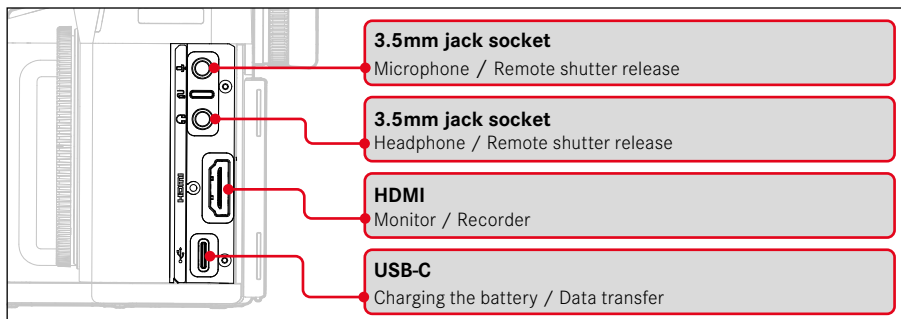 3.5mm jack socket
Microphone / Remote shutter release
3.5mm jack socket
Headphone / Remote shutter release
HDMI
HDMI
Monitor / Recorder
USB-C
Charging the battery / Data transfer